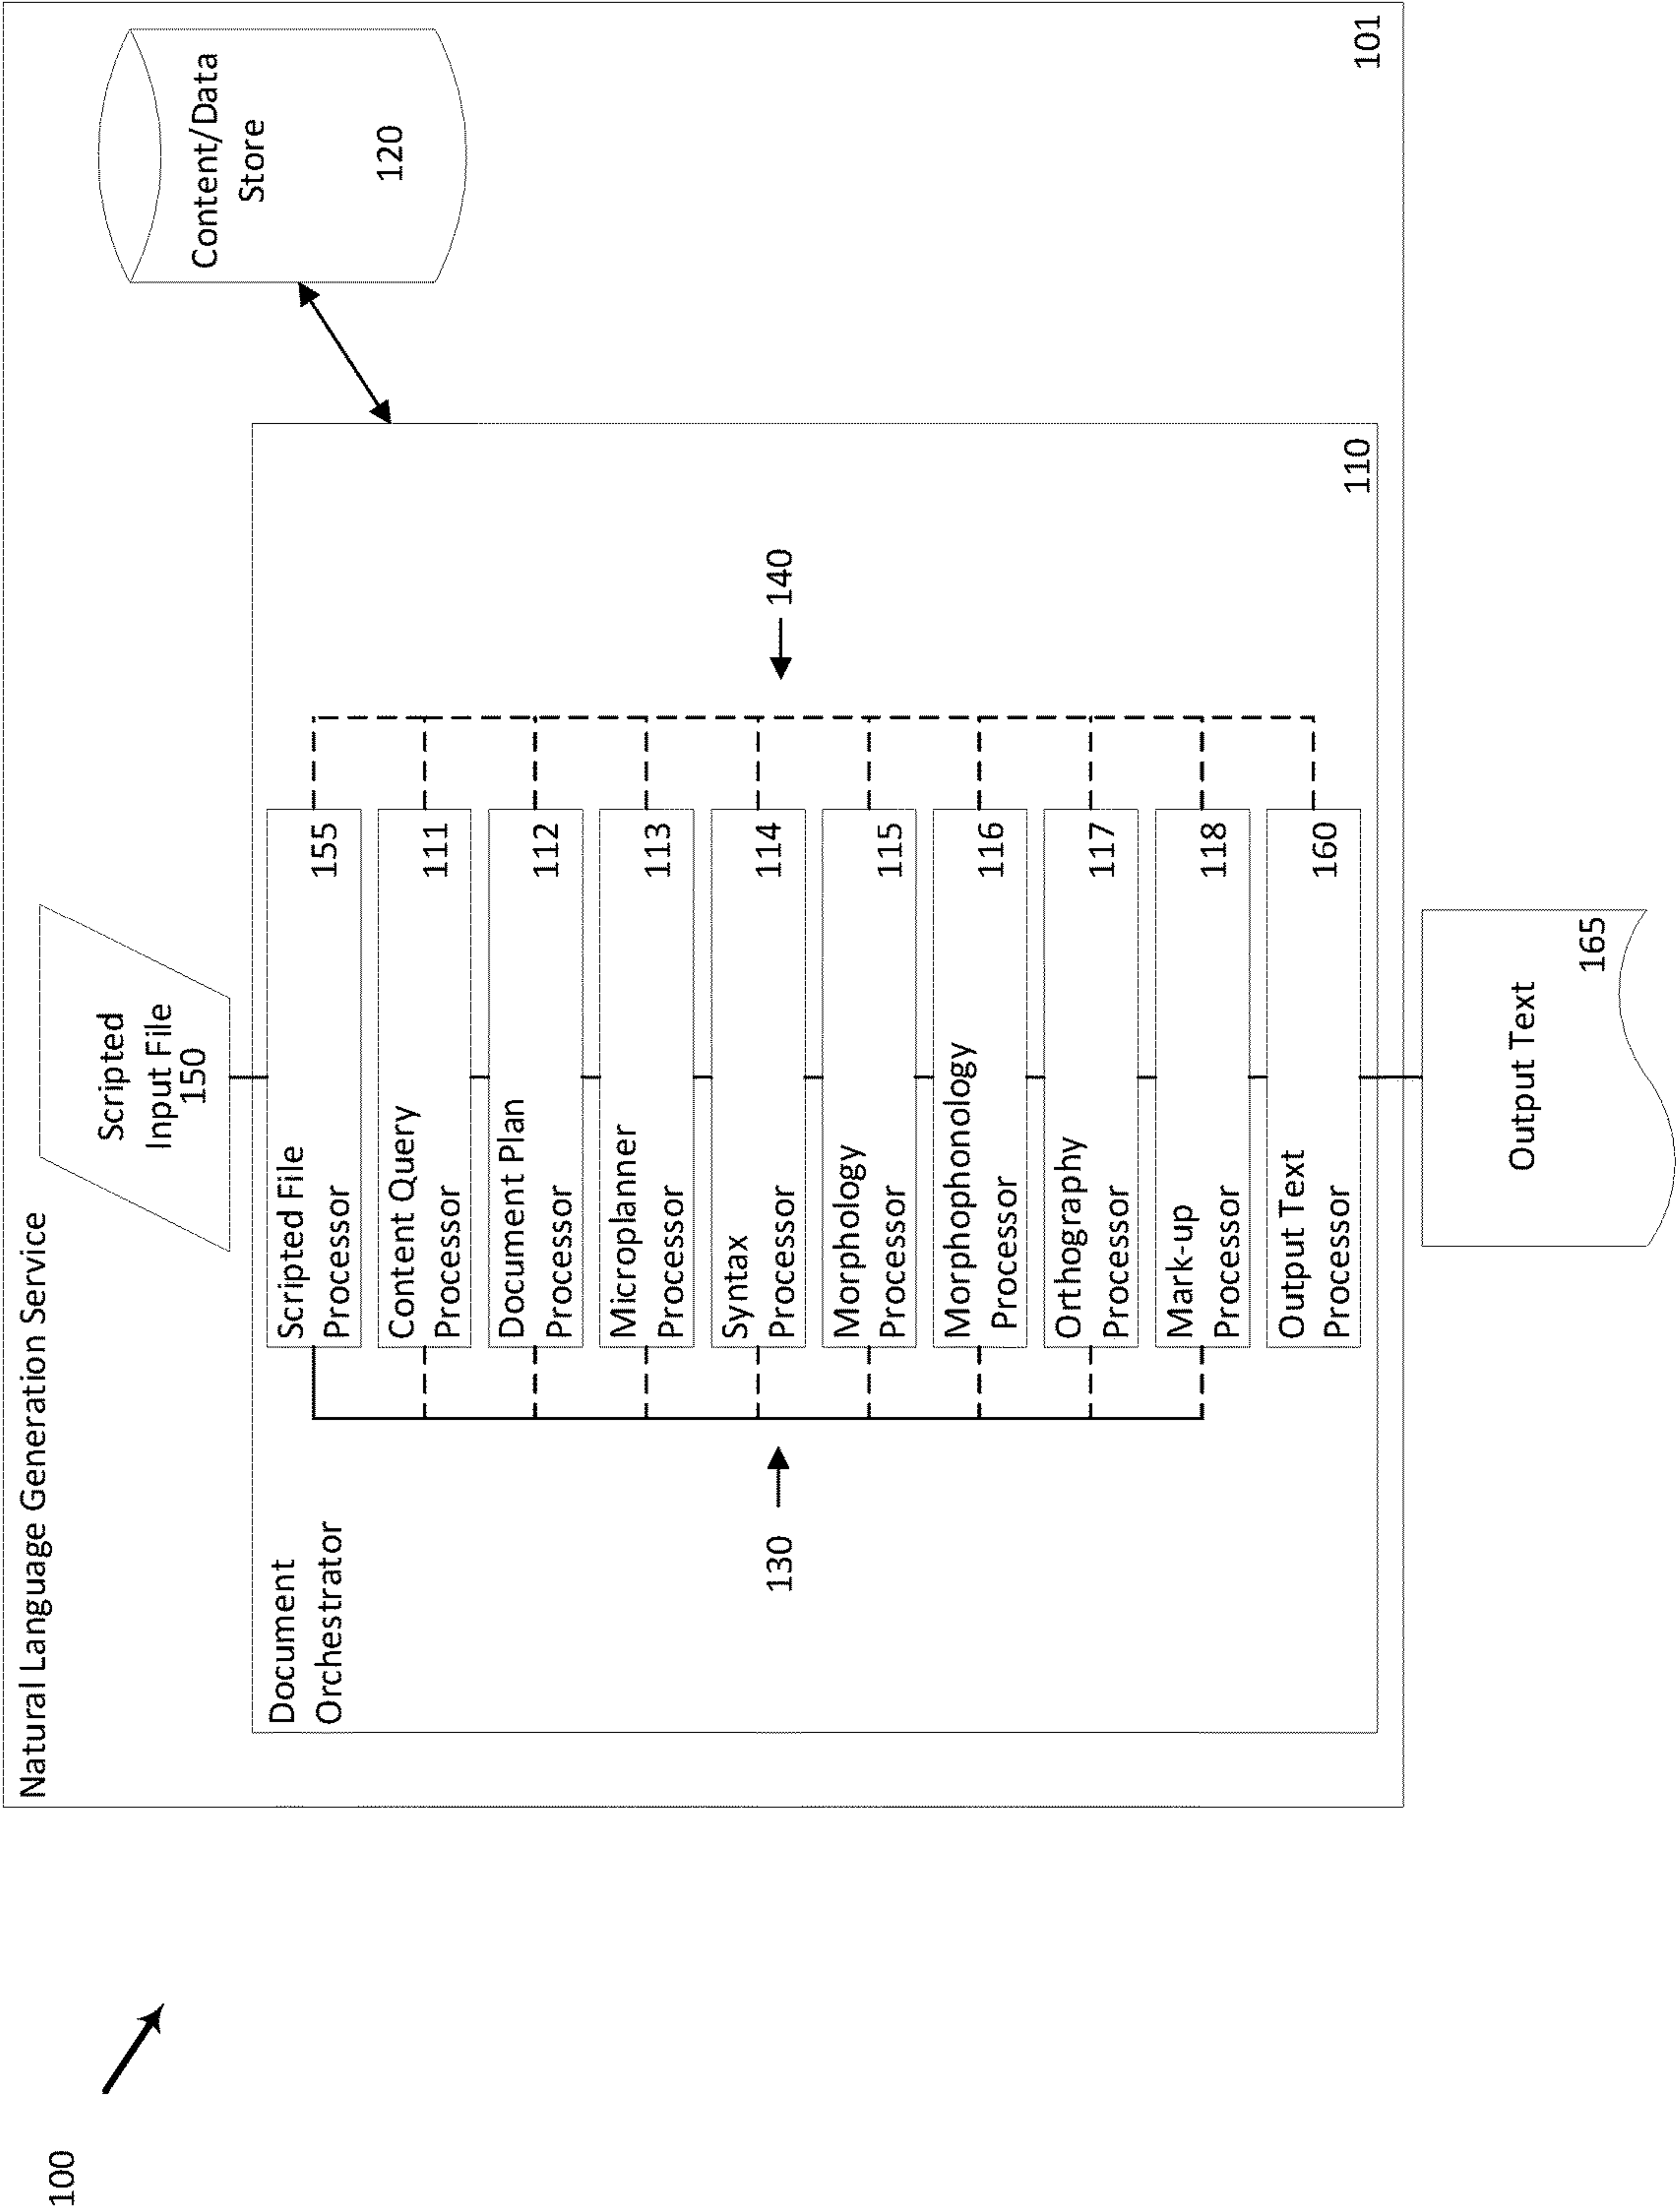 100
Natural Language Generation Service
Scripted
Input File
150
Content/Data
Store
120
Document
Orchestrator
130
140
Scripted File
Processor
155
Content Query
Processor
111
Document Plan
Processor
112
Microplanner
Processor
113
Syntax
Processor
114
Morphology
Processor
115
Morphophonology
Processor
116
Orthography
Processor
117
Mark-up
Processor
118
Output Text
Processor
160
110
101
Output Text
165